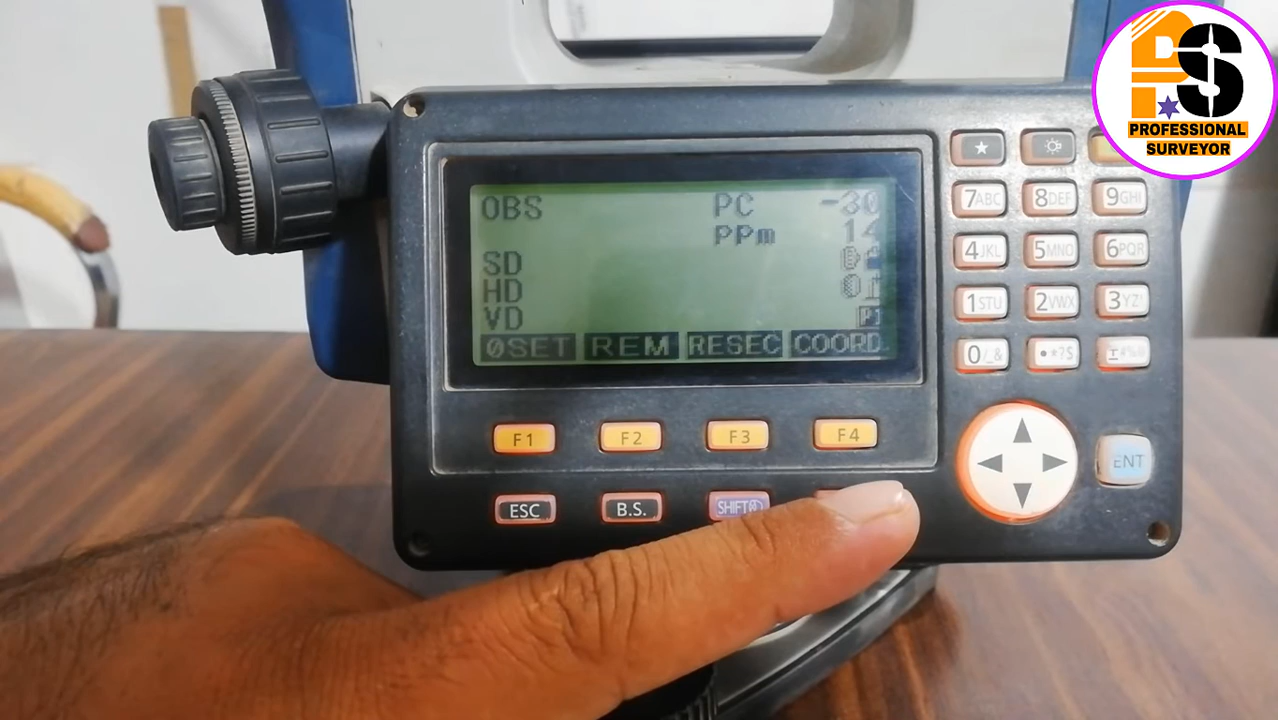 PS
PROFESSIONAL
SURVEYOR
OBS PC -30
PPm 14
SD
HD
VD P1
0SET REM RESEC COORD
F1 F2 F3 F4
ESC B.S. SHIFT
★
7ABC 8DEF 9GHI
4JKL 5MNO 6PQR
1STU 2VWX 3YZ!
0/_& •*?$ ±#%@
ENT